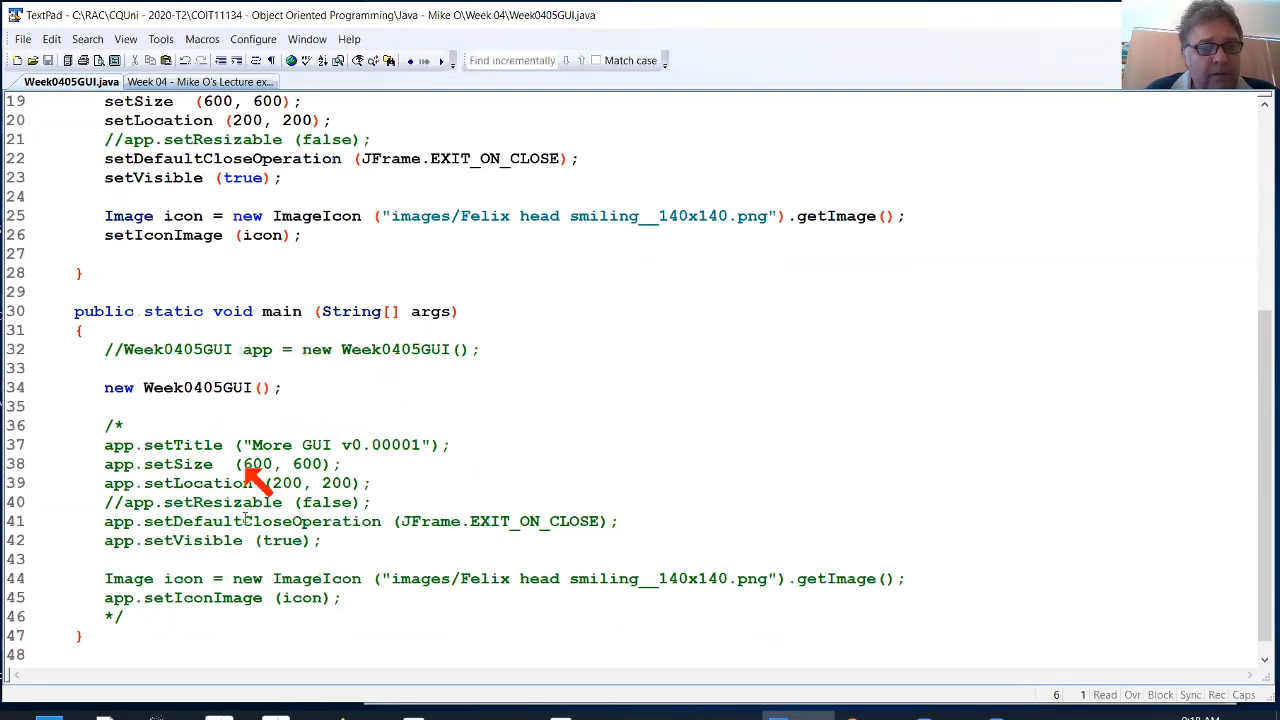 TextPad - C:\RAC\CQUni - 2020-T2\COIT11134 - Object Oriented Programming\Java - Mike O\Week 04\Week0405GUI.java
File Edit Search View Tools Macros Configure Window Help
Find incrementally Match case
Week0405GUI.java Week 04 - Mike O's Lecture ex...
19 setSize (600, 600);
20 setLocation (200, 200);
21 //app.setResizable (false);
22 setDefaultCloseOperation (JFrame.EXIT_ON_CLOSE);
23 setVisible (true);
24
25 Image icon = new ImageIcon ("images/Felix head smiling__140x140.png").getImage();
26 setIconImage (icon);
27
28 }
29
30 public static void main (String[] args)
31 {
32 //Week0405GUI app = new Week0405GUI();
33
34 new Week0405GUI();
35
36 /*
37 app.setTitle ("More GUI v0.00001");
38 app.setSize (600, 600);
39 app.setLocation (200, 200);
40 //app.setResizable (false);
41 app.setDefaultCloseOperation (JFrame.EXIT_ON_CLOSE);
42 app.setVisible (true);
43
44 Image icon = new ImageIcon ("images/Felix head smiling__140x140.png").getImage();
45 app.setIconImage (icon);
46 */
47 }
48
6 1 Read Ovr Block Sync Rec Caps